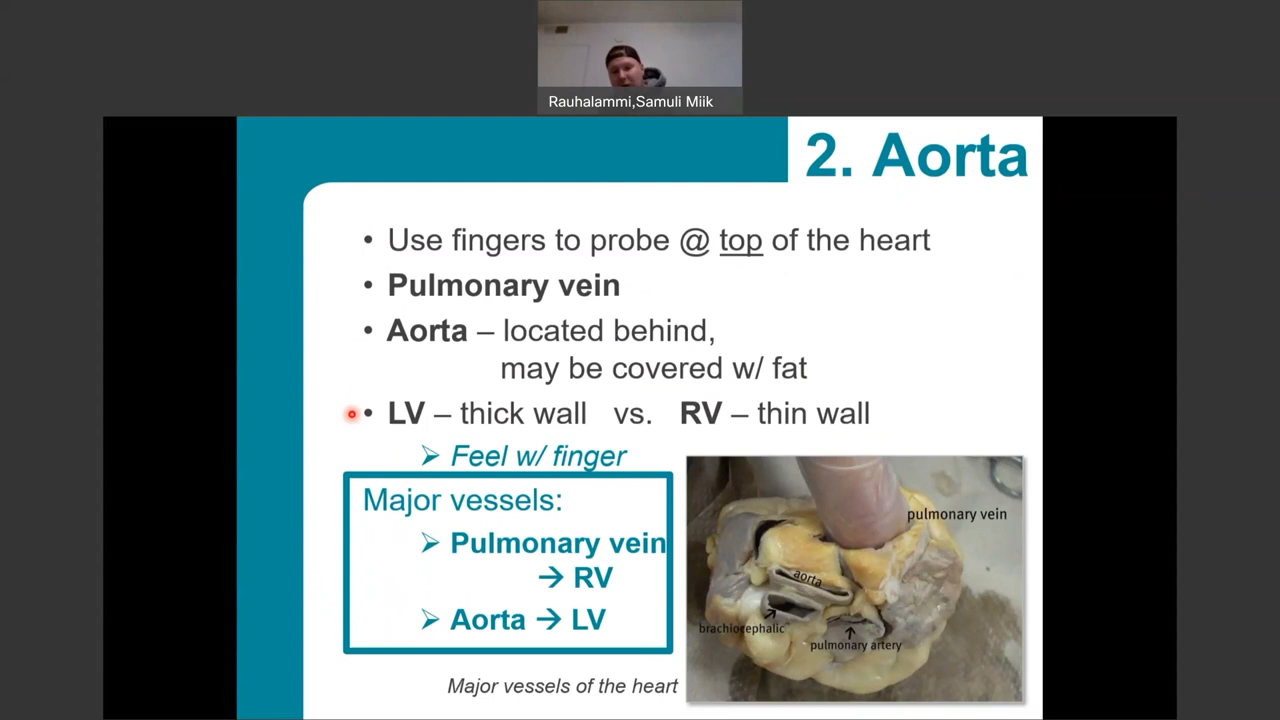 Rauhalammi,Samuli Miik
2. Aorta
• Use fingers to probe @ top of the heart
• Pulmonary vein
• Aorta – located behind,
may be covered w/ fat
• LV – thick wall vs. RV – thin wall
➢ Feel w/ finger
Major vessels:
➢ Pulmonary vein
→ RV
➢ Aorta → LV
pulmonary vein
aorta
brachiocephalic
pulmonary artery
Major vessels of the heart